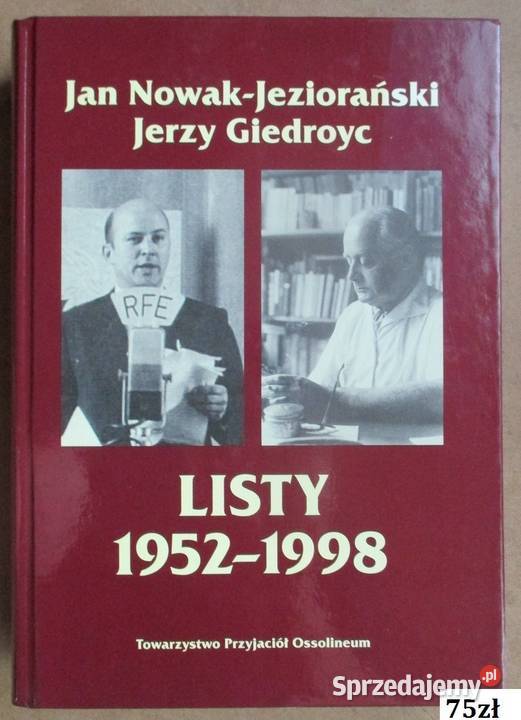 Jan Nowak-Jeziorański
Jerzy Giedroyc
RFE
LISTY
1952–1998
Towarzystwo Przyjaciół Ossolineum
Sprzedajemy.pl
75zł